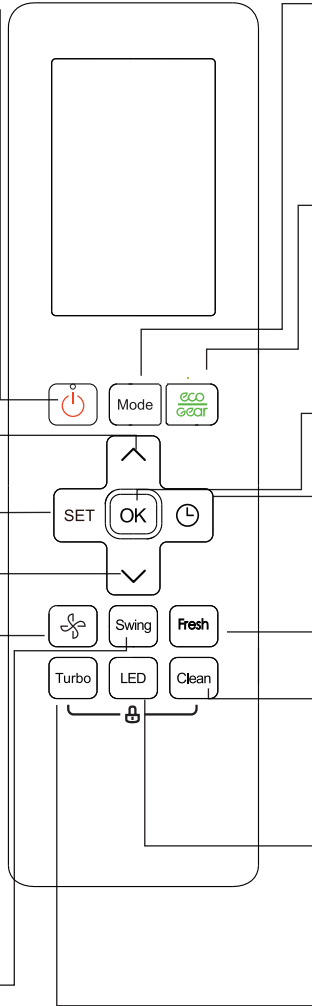 Mode
eco
Gear
SET
OK
Swing
Fresh
Turbo
LED
Clean